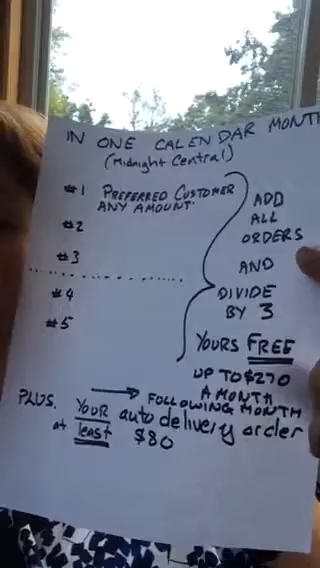 IN ONE CALENDAR MONTH
(Midnight Central)
#1 PREFERRED CUSTOMER
ANY AMOUNT.
#2
#3
#4
#5
ADD
ALL
ORDERS
AND
DIVIDE
BY 3
YOURS FREE
UP TO $270
A MONTH
FOLLOWING MONTH
PLUS. YOUR auto delivery order
at least $80